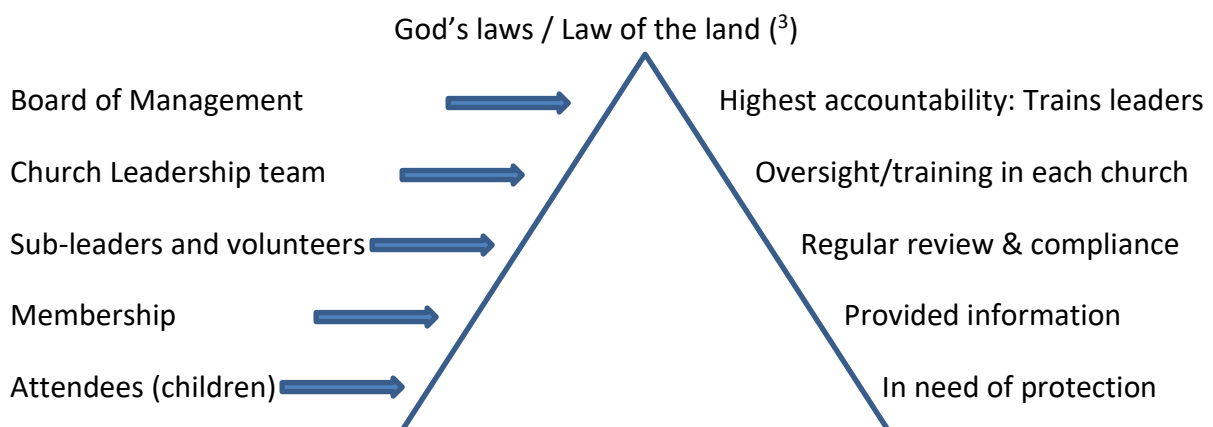 God’s laws / Law of the land (³)
Board of Management Highest accountability: Trains leaders
Church Leadership team Oversight/training in each church
Sub-leaders and volunteers Regular review & compliance
Membership Provided information
Attendees (children) In need of protection